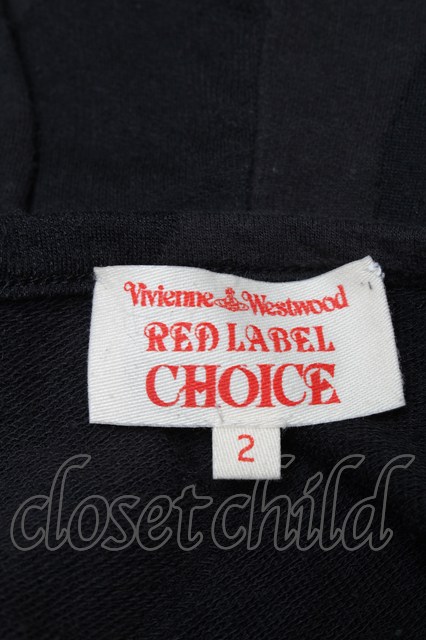 Vivienne Westwood
RED LABEL
CHOICE
2
closetchild